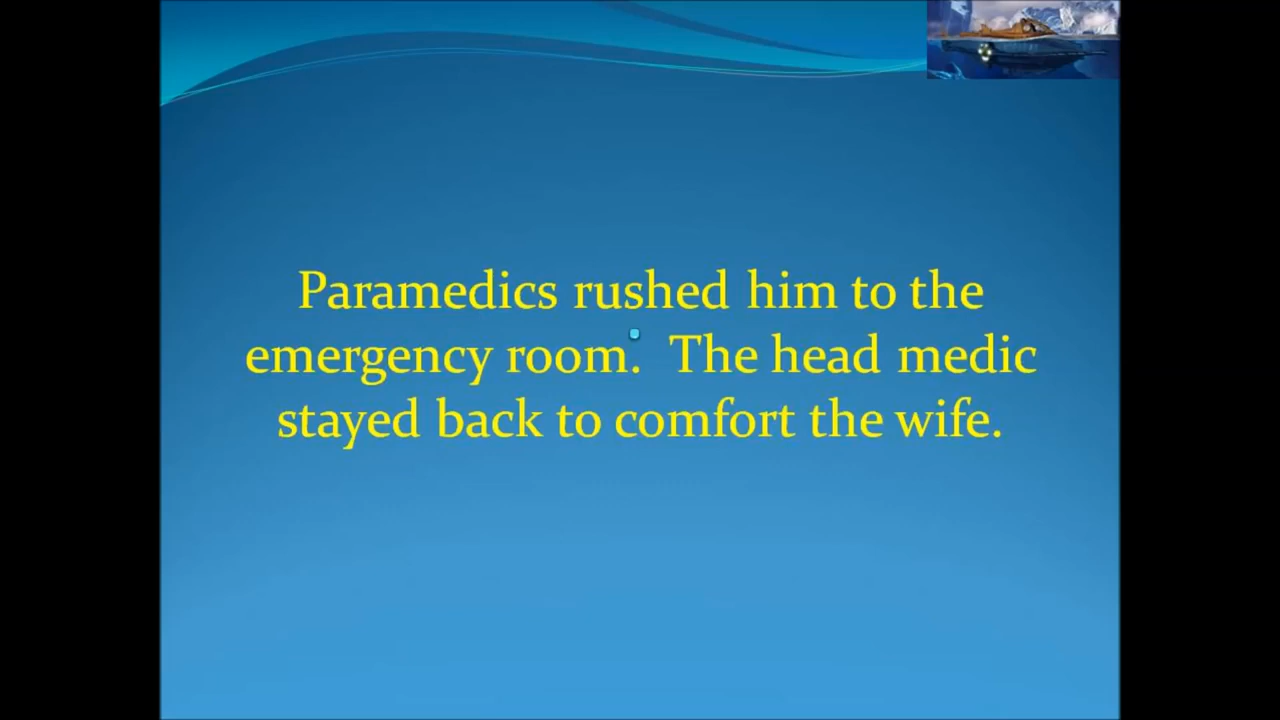 Paramedics rushed him to the
emergency room.  The head medic
stayed back to comfort the wife.